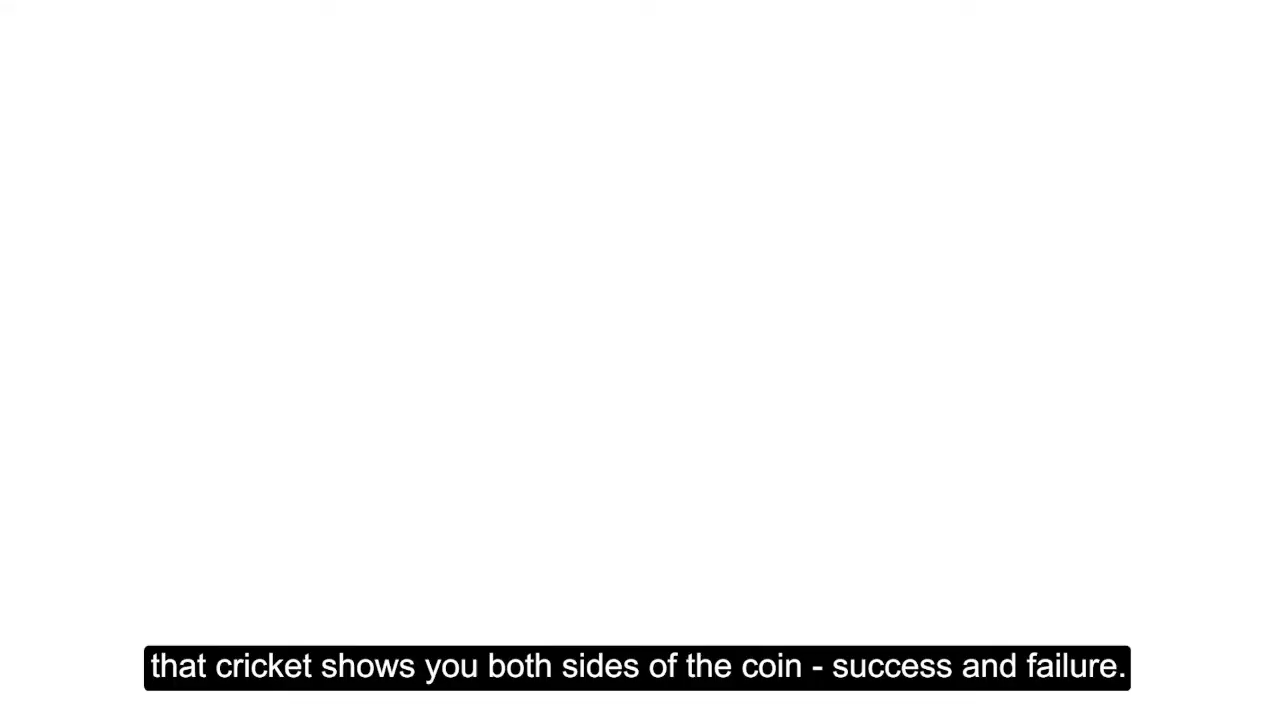 that cricket shows you both sides of the coin - success and failure.